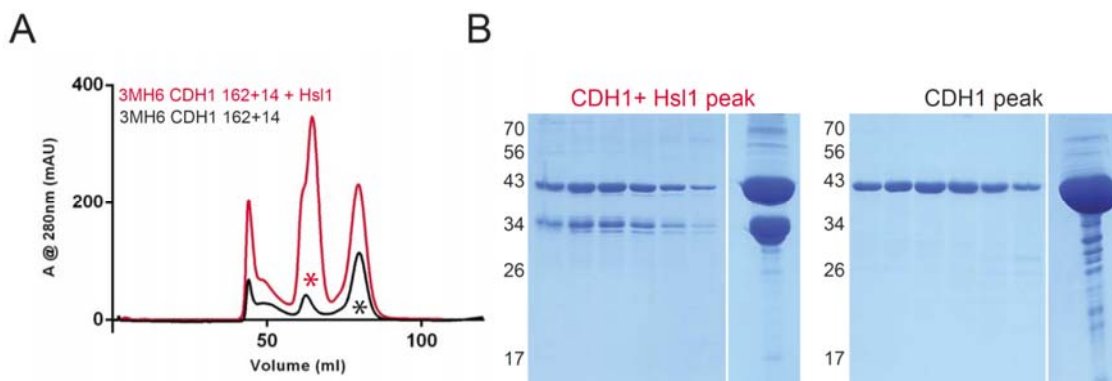 A
B
400
3MH6 CDH1 162+14 + Hsl1
3MH6 CDH1 162+14
A @ 280nm (mAU)
200
0
*
*
50
100
Volume (ml)
CDH1+ Hsl1 peak
CDH1 peak
70
56
43
34
26
17
70
56
43
34
26
17